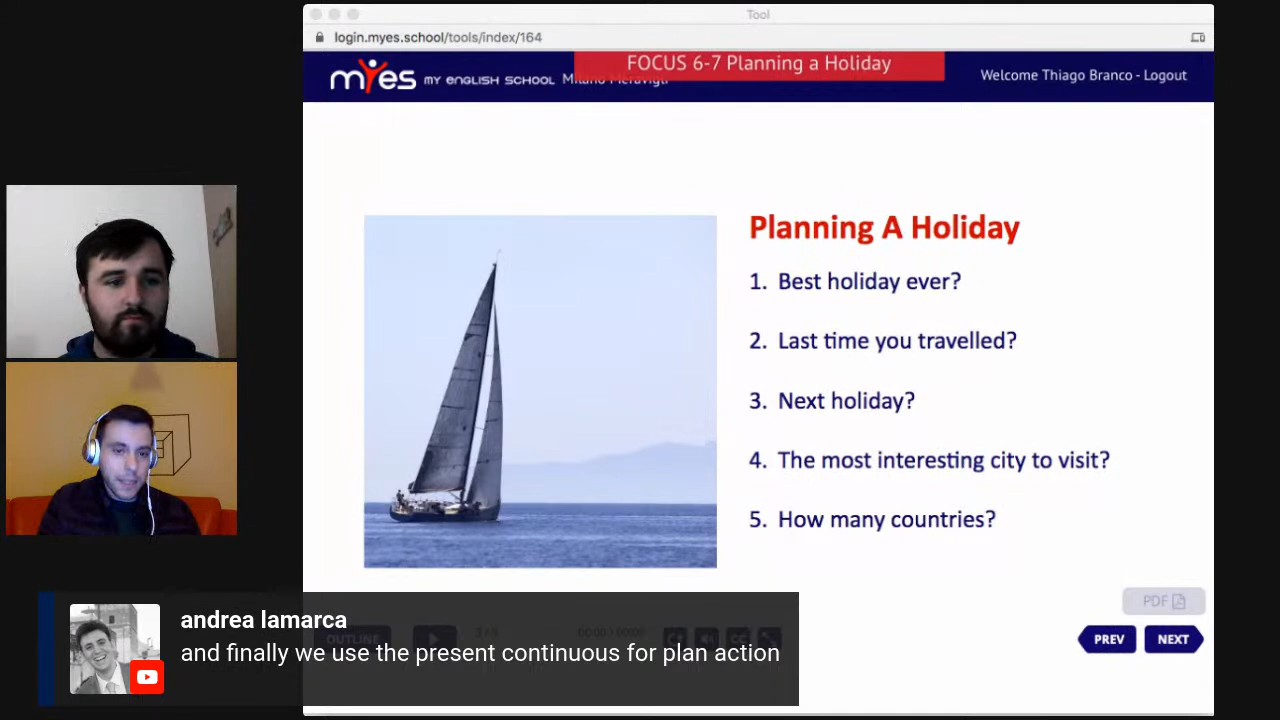 Tool
login.myes.school/tools/index/164
FOCUS 6-7 Planning a Holiday
myes MY ENGLISH SCHOOL Milano Meravigli
Welcome Thiago Branco - Logout
Planning A Holiday
1. Best holiday ever?
2. Last time you travelled?
3. Next holiday?
4. The most interesting city to visit?
5. How many countries?
PDF
OUTLINE
PREV
NEXT
andrea lamarca
and finally we use the present continuous for plan action